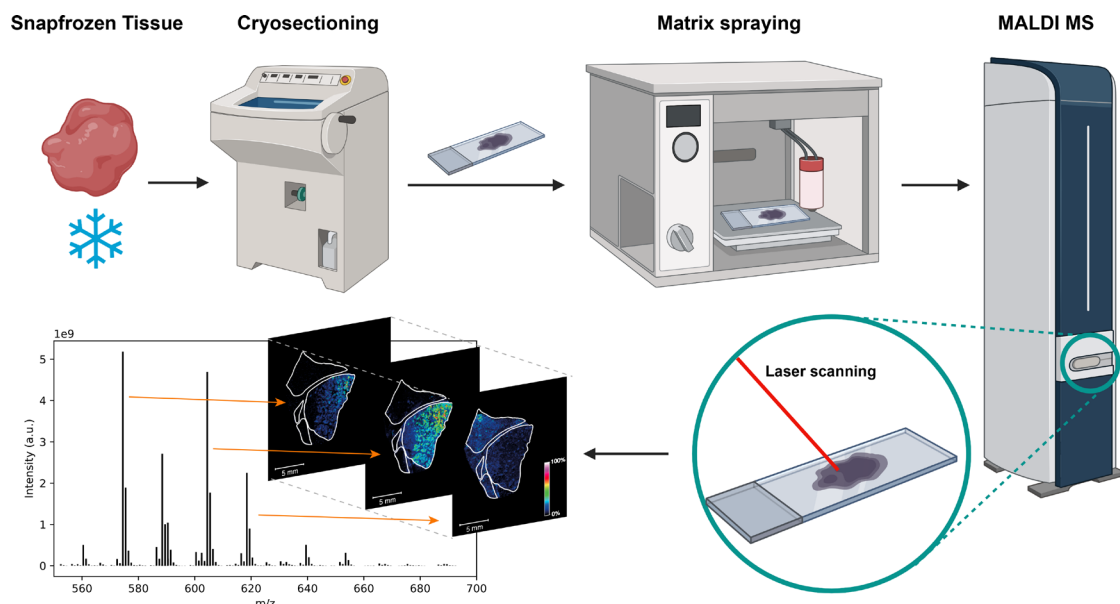 Snapfrozen Tissue
Cryosectioning
Matrix spraying
MALDI MS
1e9
5
4
3
2
1
0
Intensity (a.u.)
560
580
600
620
640
660
680
700
m/z
5 mm
5 mm
5 mm
100%
0%
Laser scanning